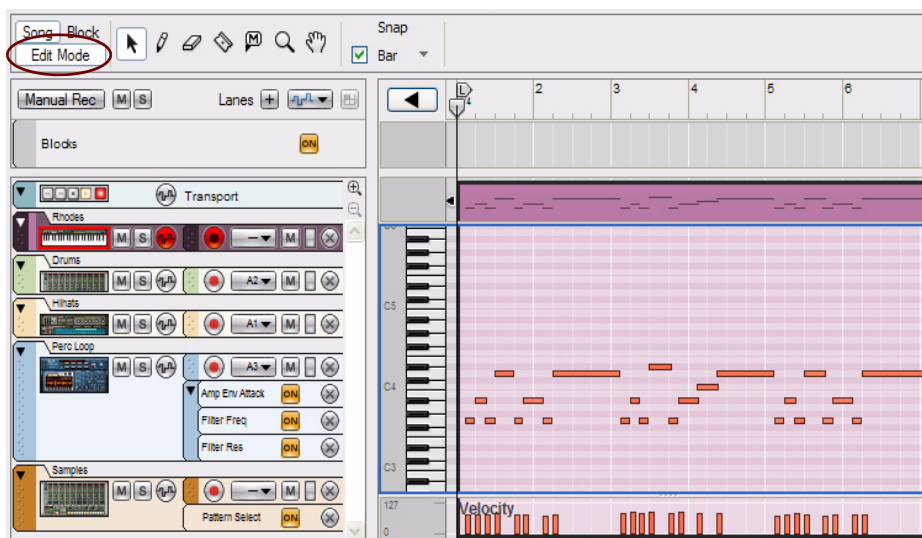 Song Block
Edit Mode
Snap
Bar
Manual Rec M S Lanes +
L
4 2 3 4 5 6
Blocks ON
Transport
Rhodes
M S — M
Drums
M S A2 M
Hihats
M S A1 M
Perc Loop
M S A3 M
Amp Env Attack ON
Filter Freq ON
Filter Res ON
Samples
M S — M
Pattern Select ON
C5
C4
C3
127
0
Velocity